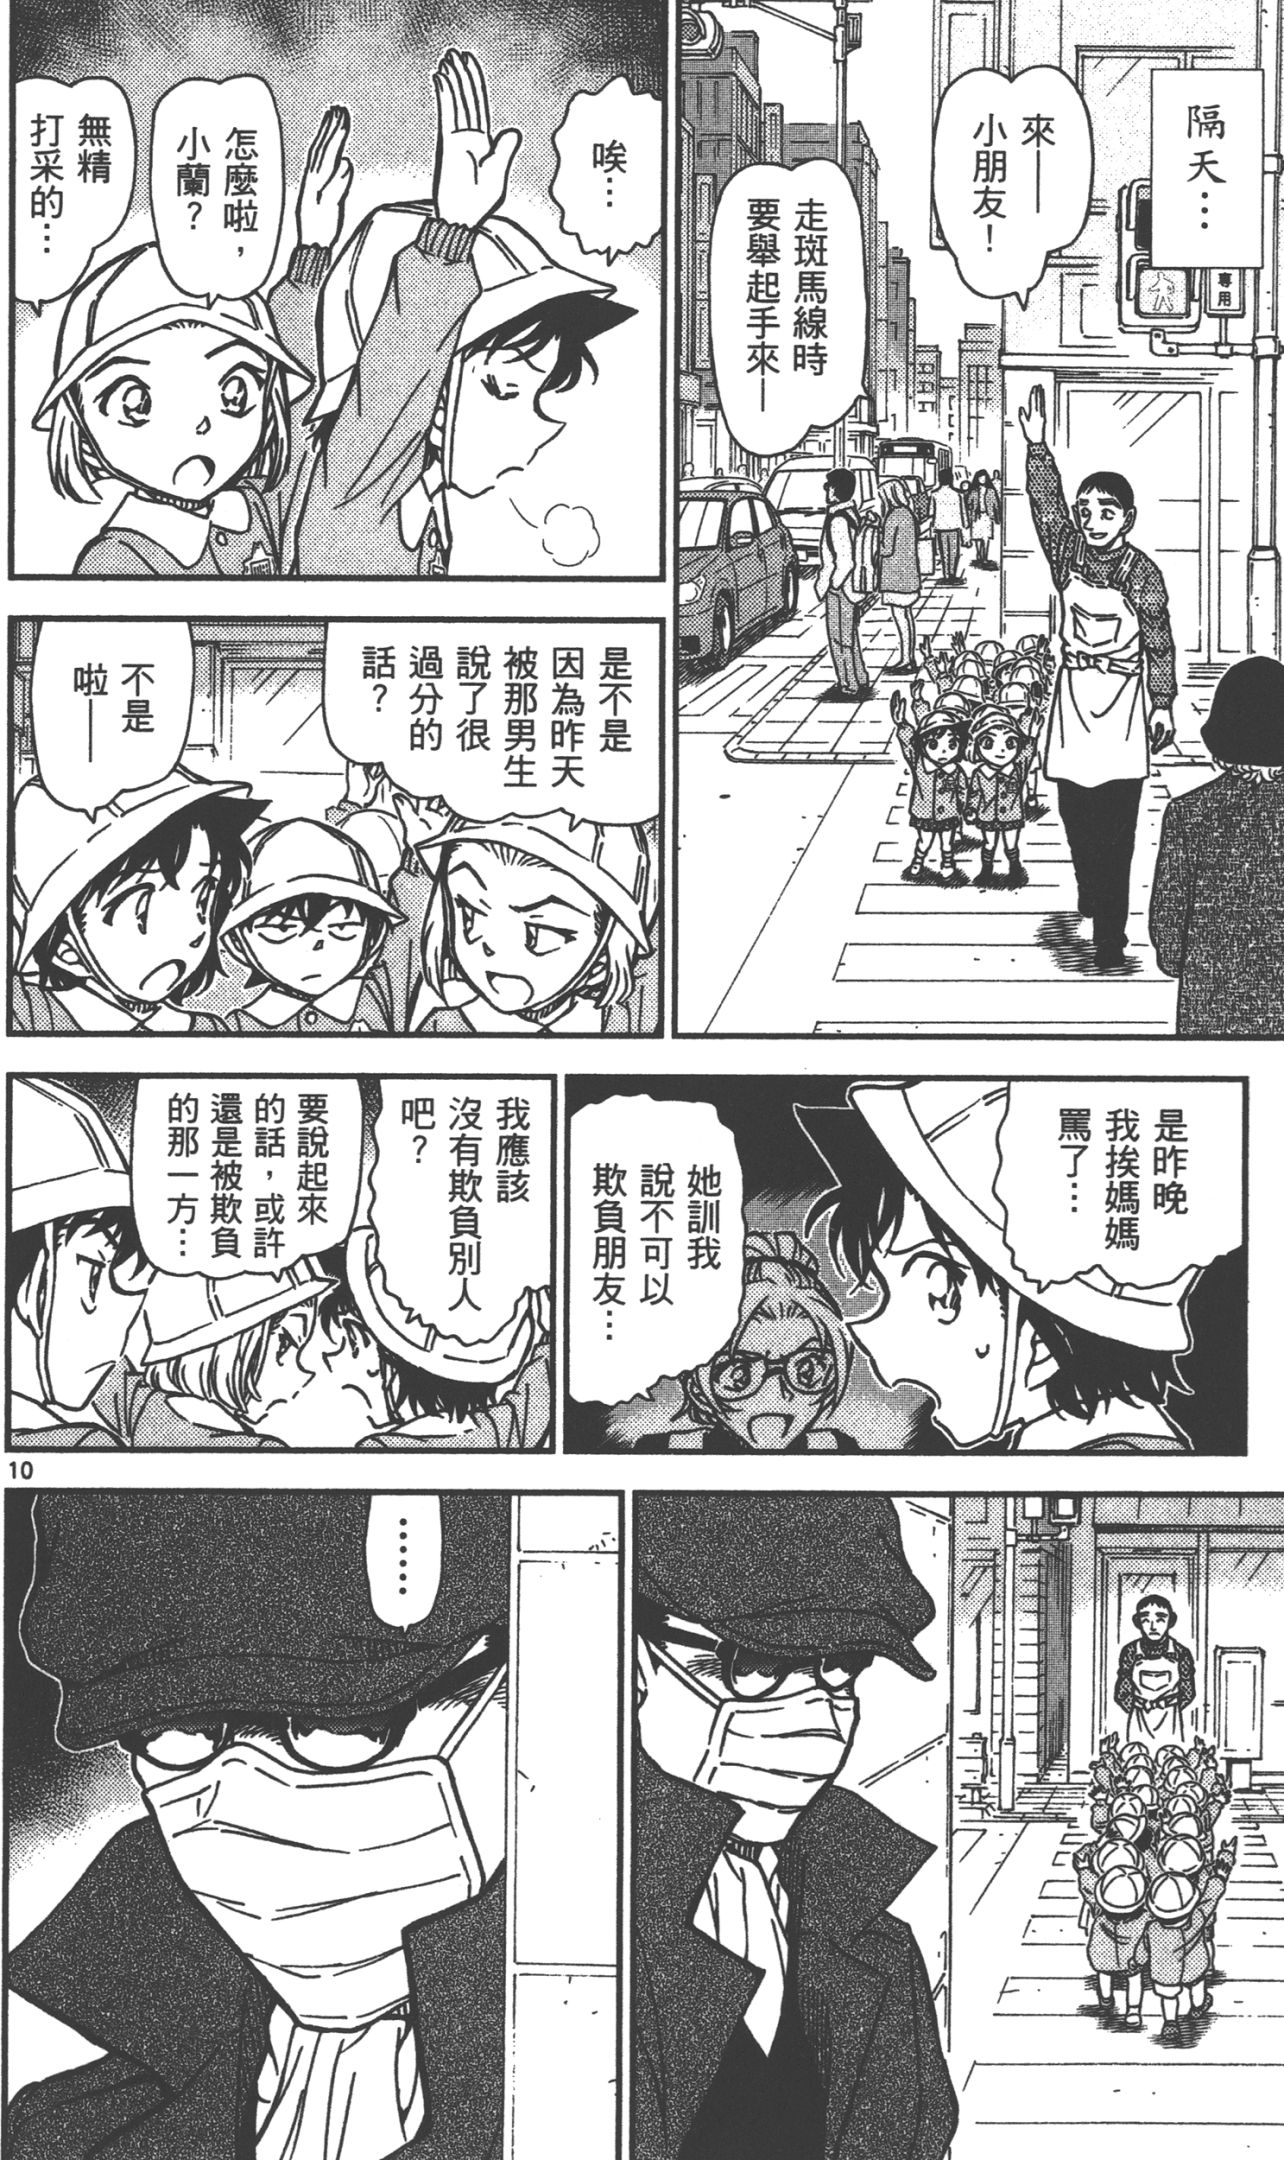 隔天…
來——
小朋友！
走斑馬線時
要舉起手來——
專用
唉…
怎麼啦，
小蘭？
無精
打采的…
是不是
因為昨天
被那男生
說了很
過分的
話？
不是
啦——
是昨晚
我挨媽媽
罵了…
她訓我
說不可以
欺負朋友…
我應該
沒有欺負別人
吧？
要說起來
的話，或許
還是被欺負
的那一方…
……
10